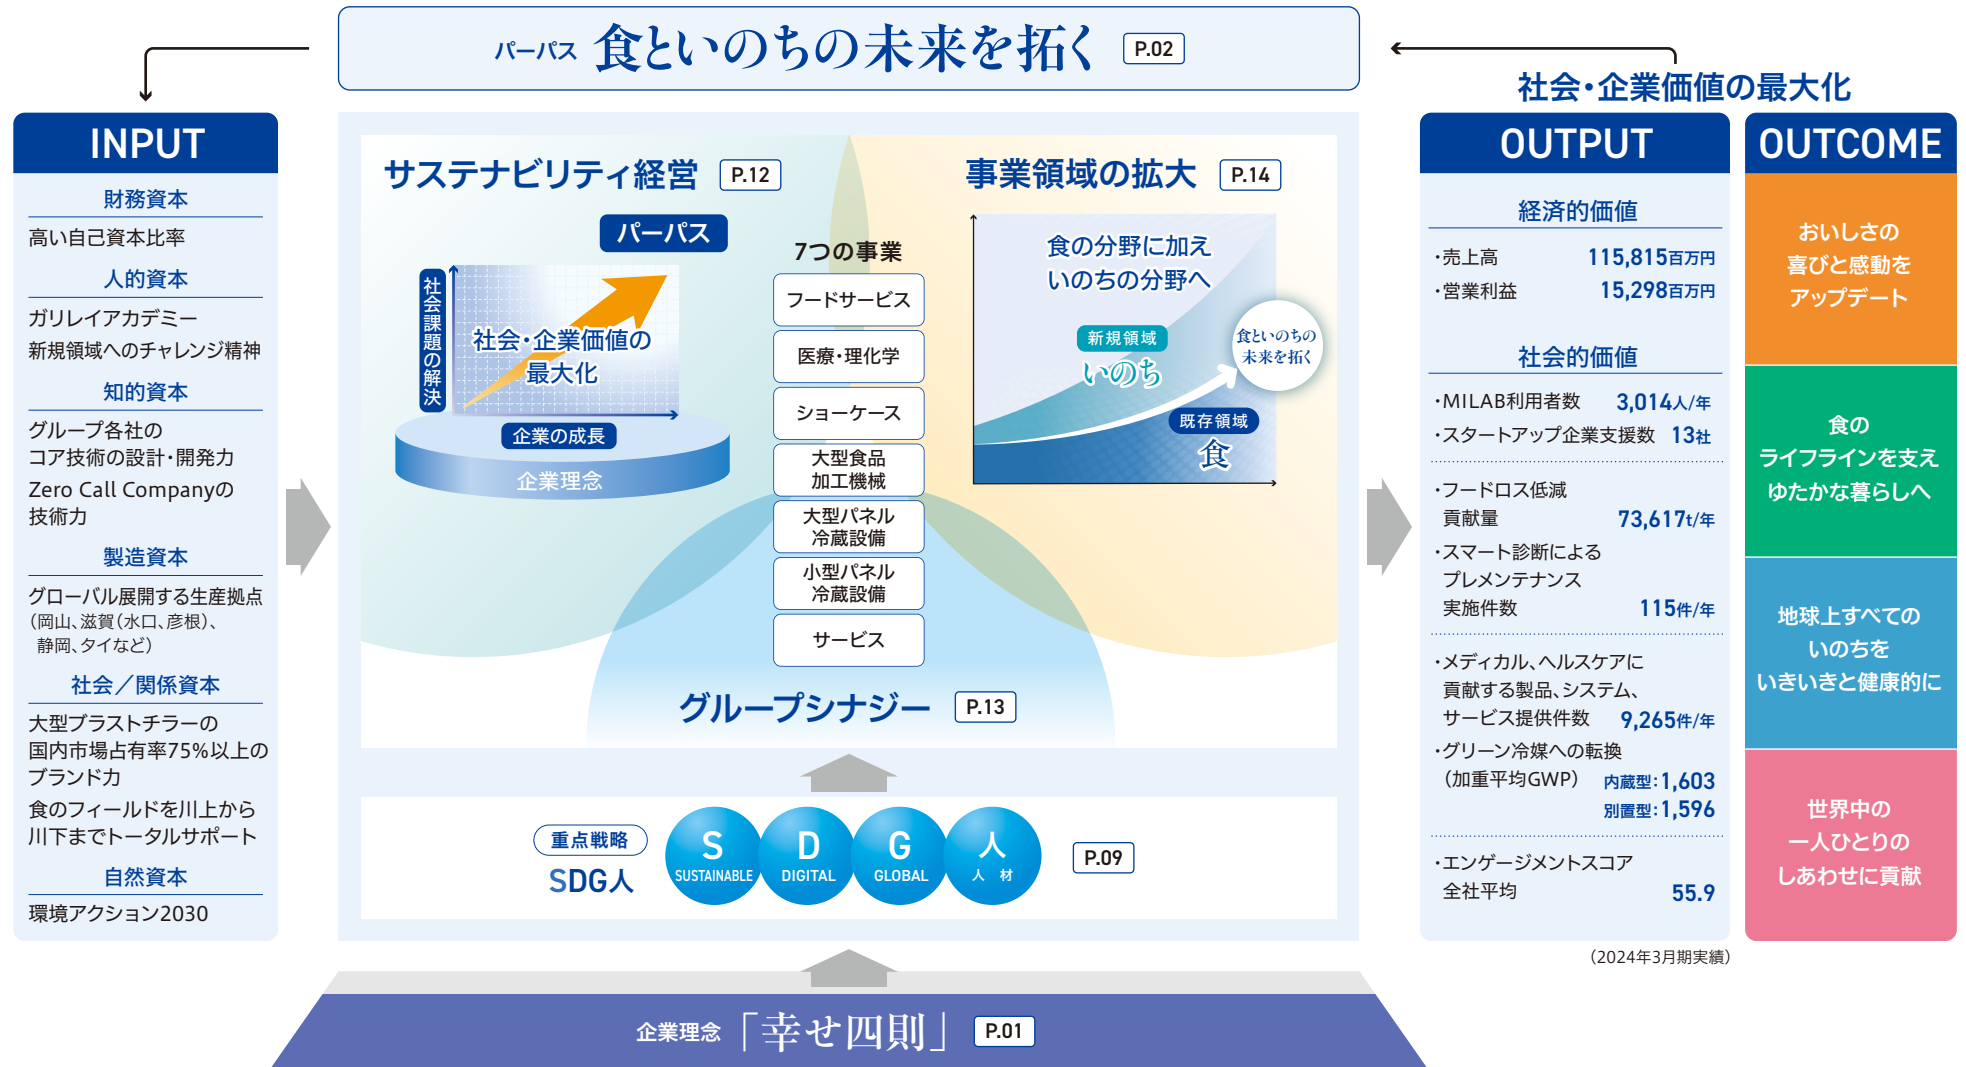 パーパス 食といのちの未来を拓く P.02
社会・企業価値の最大化
INPUT
財務資本
高い自己資本比率
人的資本
ガリレイアカデミー
新規領域へのチャレンジ精神
知的資本
グループ各社の
コア技術の設計・開発力
Zero Call Companyの
技術力
製造資本
グローバル展開する生産拠点
(岡山、滋賀(水口、彦根)、
静岡、タイなど)
社会／関係資本
大型ブラストチラーの
国内市場占有率75%以上の
ブランド力
食のフィールドを川上から
川下までトータルサポート
自然資本
環境アクション2030
サステナビリティ経営 P.12
パーパス
社会課題の解決
社会・企業価値の
最大化
企業の成長
企業理念
7つの事業
フードサービス
医療・理化学
ショーケース
大型食品
加工機械
大型パネル
冷蔵設備
小型パネル
冷蔵設備
サービス
事業領域の拡大 P.14
食の分野に加え
いのちの分野へ
新規領域
いのち
食といのちの
未来を拓く
既存領域
食
グループシナジー P.13
重点戦略
SDG人
S
SUSTAINABLE
D
DIGITAL
G
GLOBAL
人
人 材
P.09
企業理念「幸せ四則」 P.01
OUTPUT
経済的価値
・売上高 115,815百万円
・営業利益 15,298百万円
社会的価値
・MILAB利用者数 3,014人/年
・スタートアップ企業支援数 13社
・フードロス低減
貢献量 73,617t/年
・スマート診断による
プレメンテナンス
実施件数 115件/年
・メディカル、ヘルスケアに
貢献する製品、システム、
サービス提供件数 9,265件/年
・グリーン冷媒への転換
(加重平均GWP) 内蔵型:1,603
別置型:1,596
・エンゲージメントスコア
全社平均 55.9
(2024年3月期実績)
OUTCOME
おいしさの
喜びと感動を
アップデート
食の
ライフラインを支え
ゆたかな暮らしへ
地球上すべての
いのちを
いきいきと健康的に
世界中の
一人ひとりの
しあわせに貢献